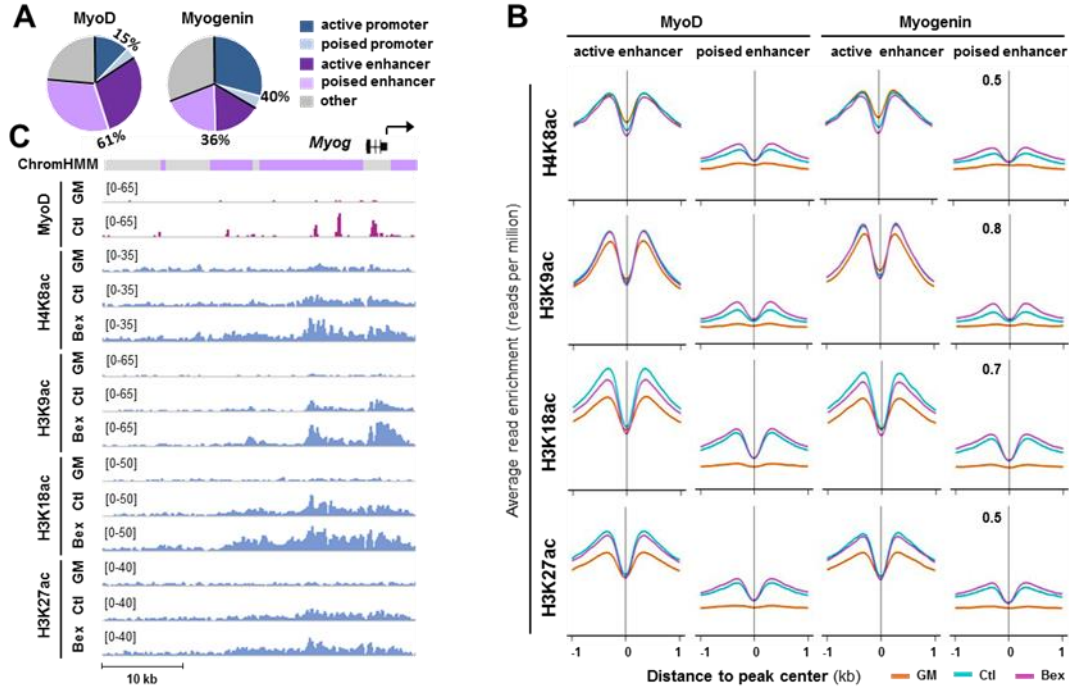 A
MyoD
Myogenin
15%
61%
40%
36%
active promoter
poised promoter
active enhancer
poised enhancer
other
B
MyoD
Myogenin
active enhancer
poised enhancer
active enhancer
poised enhancer
Average read enrichment (reads per million)
H4K8ac
0.5
H3K9ac
0.8
H3K18ac
0.7
H3K27ac
0.5
-1 0 1
-1 0 1
-1 0 1
-1 0 1
Distance to peak center (kb)
GM
Ctl
Bex
C
Myog
ChromHMM
MyoD
GM
[0-65]
Ctl
[0-65]
H4K8ac
GM
[0-35]
Ctl
[0-35]
Bex
[0-35]
H3K9ac
GM
[0-65]
Ctl
[0-65]
Bex
[0-65]
H3K18ac
GM
[0-50]
Ctl
[0-50]
Bex
[0-50]
H3K27ac
GM
[0-40]
Ctl
[0-40]
Bex
[0-40]
10 kb